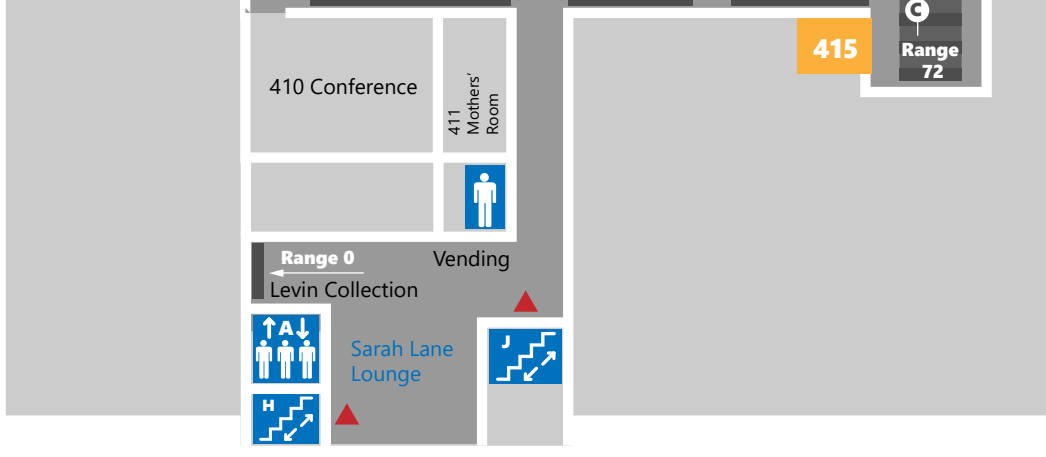 C
Range
72
415
410 Conference
411
Mothers’
Room
Range 0
Vending
Levin Collection
A
Sarah Lane
Lounge
J
H